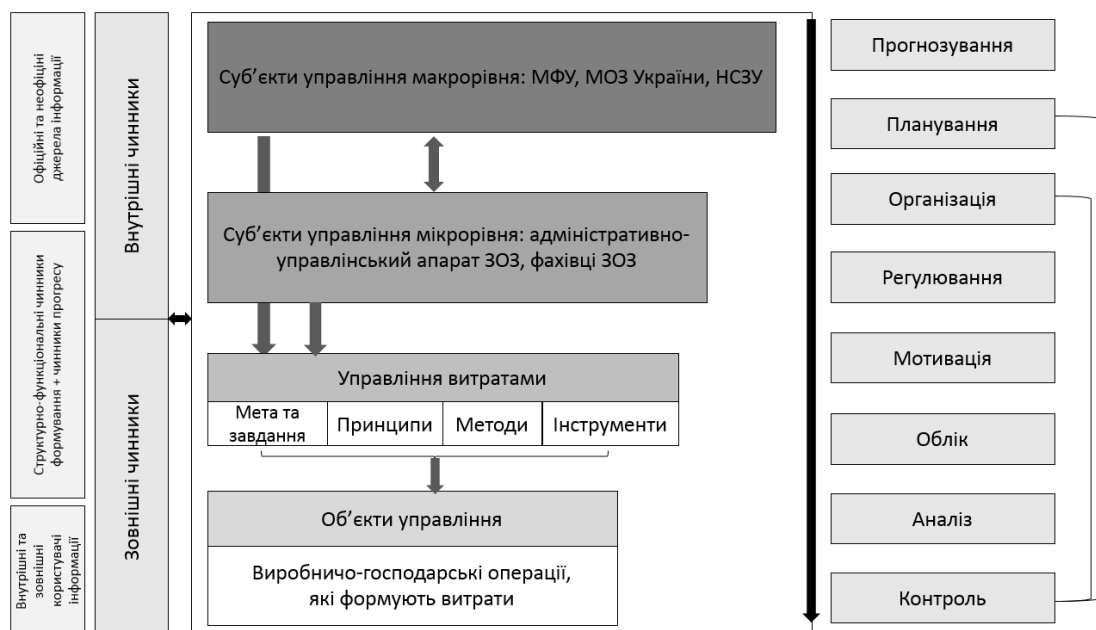 Офіційні та неофіціні
джерела інформації
Структурно-функціональні чинники
формування + чинники прогресу
Внутрішні та
зовнішні
користувачі
інформації
Внутрішні чинники
Зовнішні чинники
Суб’єкти управління макрорівня: МФУ, МОЗ України, НСЗУ
Суб’єкти управління мікрорівня: адміністративно-
управлінський апарат ЗОЗ, фахівці ЗОЗ
Управління витратами
Мета та
завдання
Принципи
Методи
Інструменти
Об’єкти управління
Виробничо-господарські операції,
які формують витрати
Прогнозування
Планування
Організація
Регулювання
Мотивація
Облік
Аналіз
Контроль